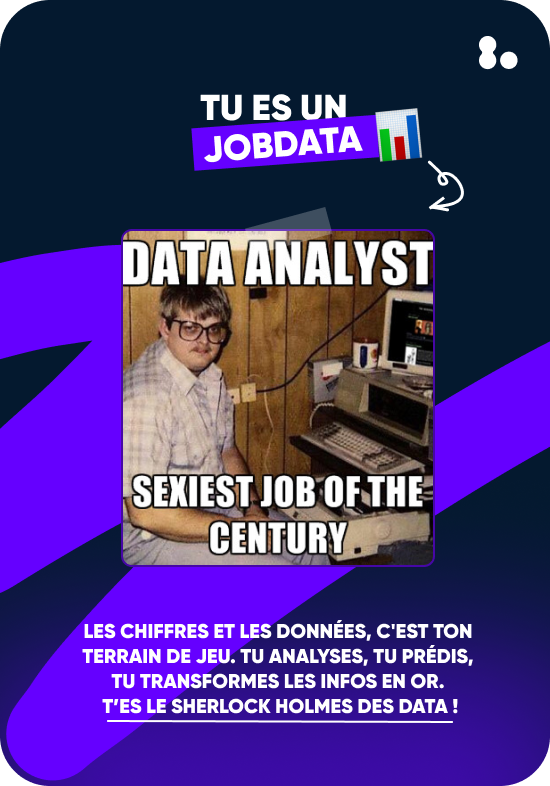 TU ES UN
JOBDATA
DATA ANALYST
SEXIEST JOB OF THE
CENTURY
LES CHIFFRES ET LES DONNÉES, C'EST TON
TERRAIN DE JEU. TU ANALYSES, TU PRÉDIS,
TU TRANSFORMES LES INFOS EN OR.
T’ES LE SHERLOCK HOLMES DES DATA !